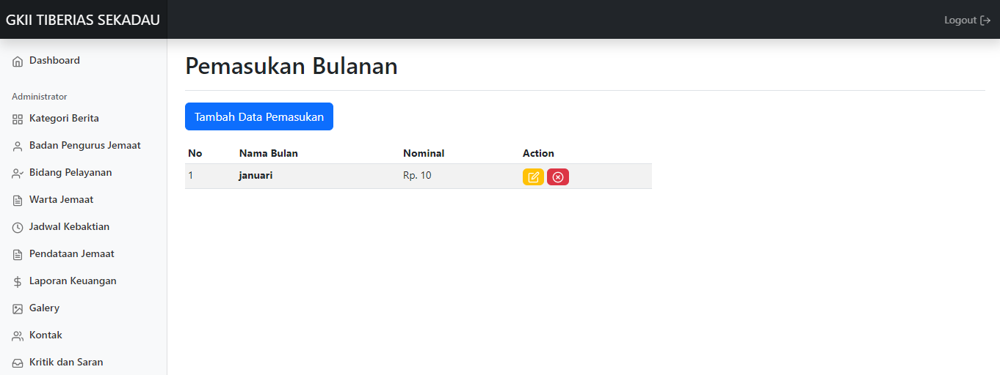 GKII TIBERIAS SEKADAU
Logout
Dashboard
Administrator
Kategori Berita
Badan Pengurus Jemaat
Bidang Pelayanan
Warta Jemaat
Jadwal Kebaktian
Pendataan Jemaat
Laporan Keuangan
Galery
Kontak
Kritik dan Saran
Pemasukan Bulanan
Tambah Data Pemasukan
No Nama Bulan Nominal Action
1 januari Rp. 10